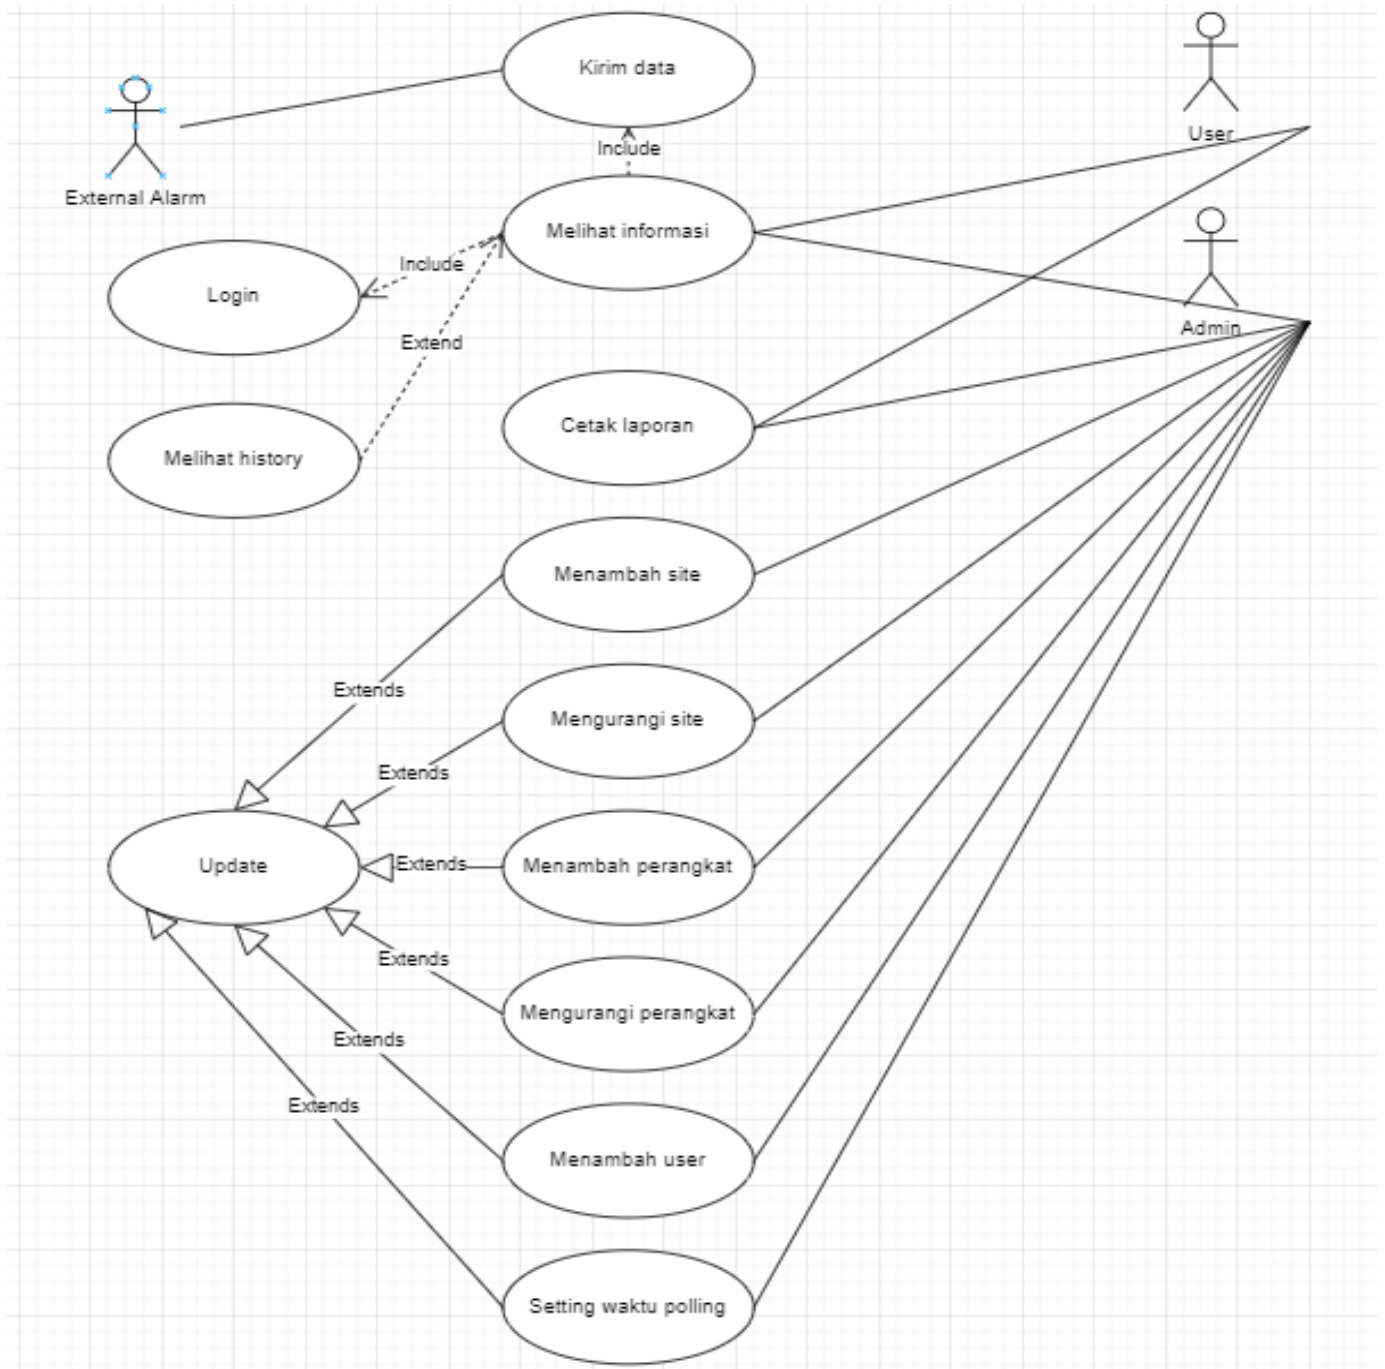 Kirim data
User
Include
External Alarm
Melihat informasi
Include
Login
Admin
Extend
Cetak laporan
Melihat history
Menambah site
Extends
Mengurangi site
Extends
Update
Extends
Menambah perangkat
Extends
Mengurangi perangkat
Extends
Extends
Menambah user
Setting waktu polling